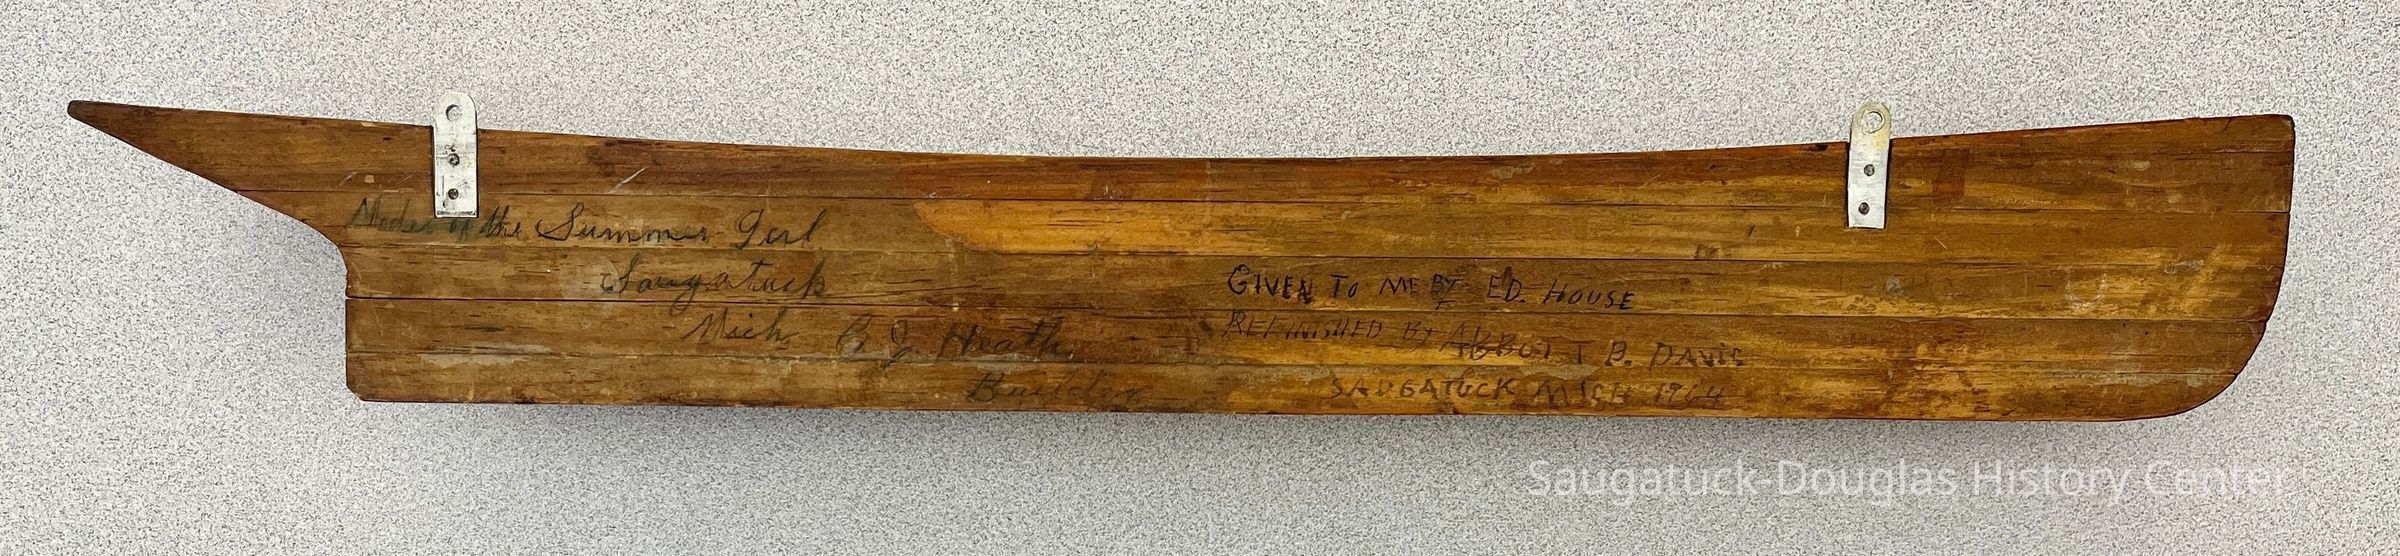 Model of the Summer Girl
Saugatuck
Mich C J Heath
Builder
GIVEN TO ME BY ED. HOUSE
REFINISHED BY ABBOTT B. DAVIS
SAUGATUCK MICH 1964
Saugatuck-Douglas History Center